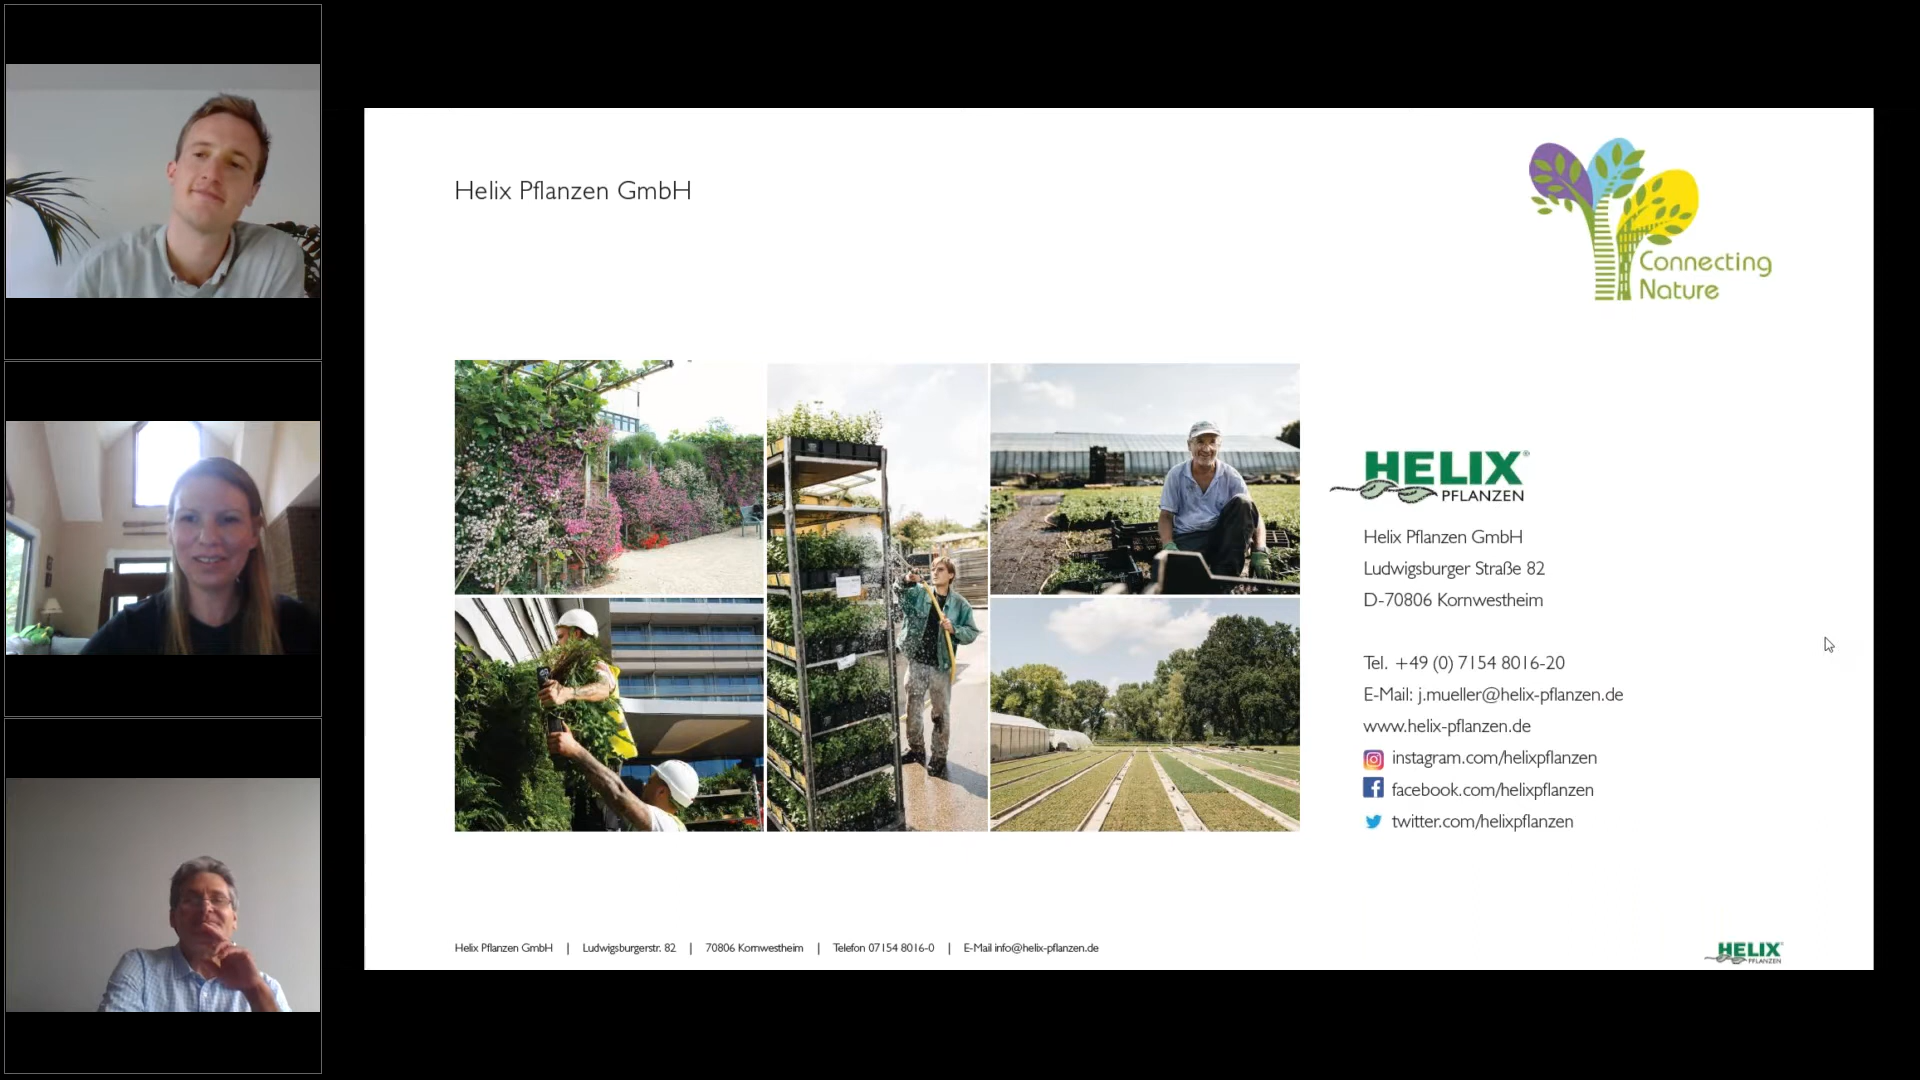 Helix Pflanzen GmbH
Connecting
Nature
HELIX®
PFLANZEN
Helix Pflanzen GmbH
Ludwigsburger Straße 82
D-70806 Kornwestheim
Tel. +49 (0) 7154 8016-20
E-Mail: j.mueller@helix-pflanzen.de
www.helix-pflanzen.de
instagram.com/helixpflanzen
facebook.com/helixpflanzen
twitter.com/helixpflanzen
Helix Pflanzen GmbH | Ludwigsburgerstr. 82 | 70806 Kornwestheim | Telefon 07154 8016-0 | E-Mail info@helix-pflanzen.de
HELIX®
PFLANZEN